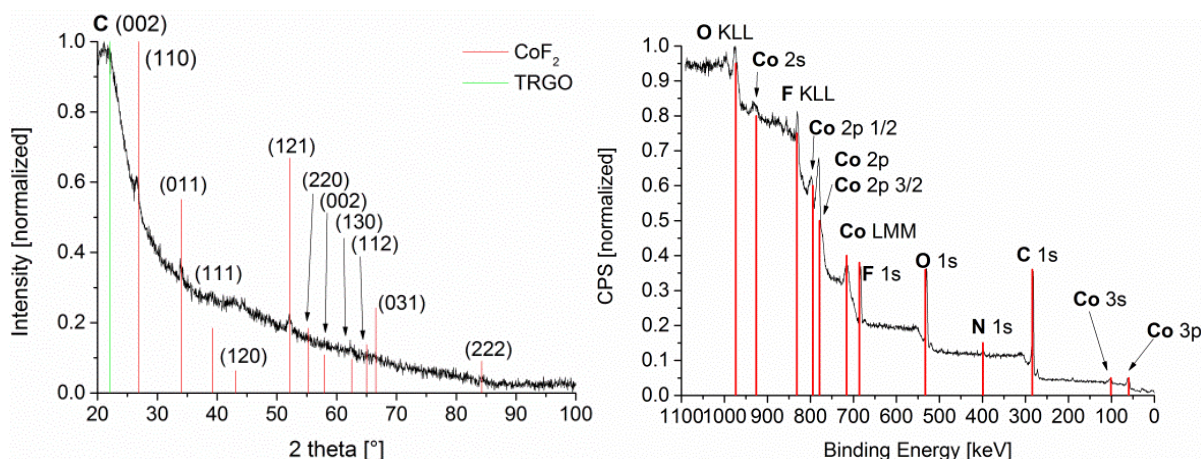 C (002)
(110)
CoF₂
TRGO
(121)
(011)
(220)
(002)
(130)
(112)
(111)
(031)
(120)
(222)
1.0
0.8
0.6
0.4
0.2
0.0
Intensity [normalized]
20 30 40 50 60 70 80 90 100
2 theta [°]
O KLL
Co 2s
F KLL
Co 2p 1/2
Co 2p
Co 2p 3/2
Co LMM
F 1s
O 1s
C 1s
N 1s
Co 3s
Co 3p
1.0
0.9
0.8
0.7
0.6
0.5
0.4
0.3
0.2
0.1
0.0
CPS [normalized]
1100 1000 900 800 700 600 500 400 300 200 100 0
Binding Energy [keV]